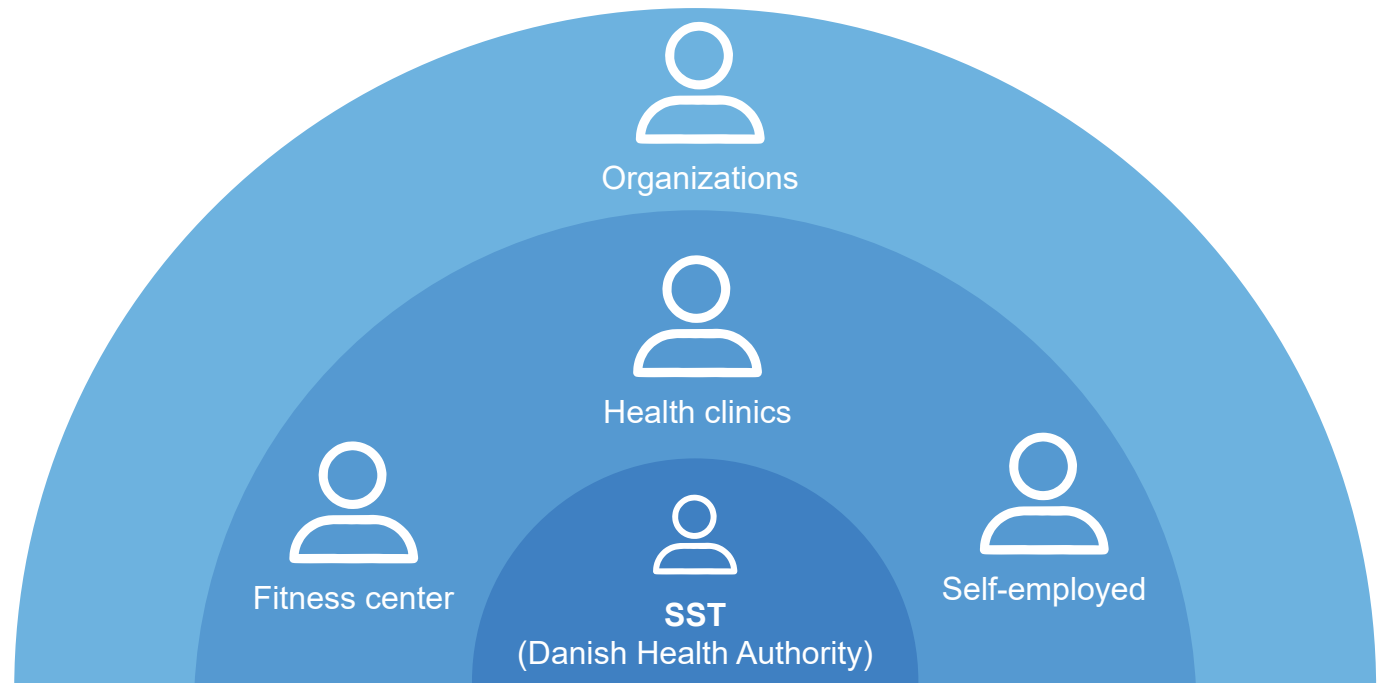 Organizations
Health clinics
Fitness center
Self-employed
SST
(Danish Health Authority)